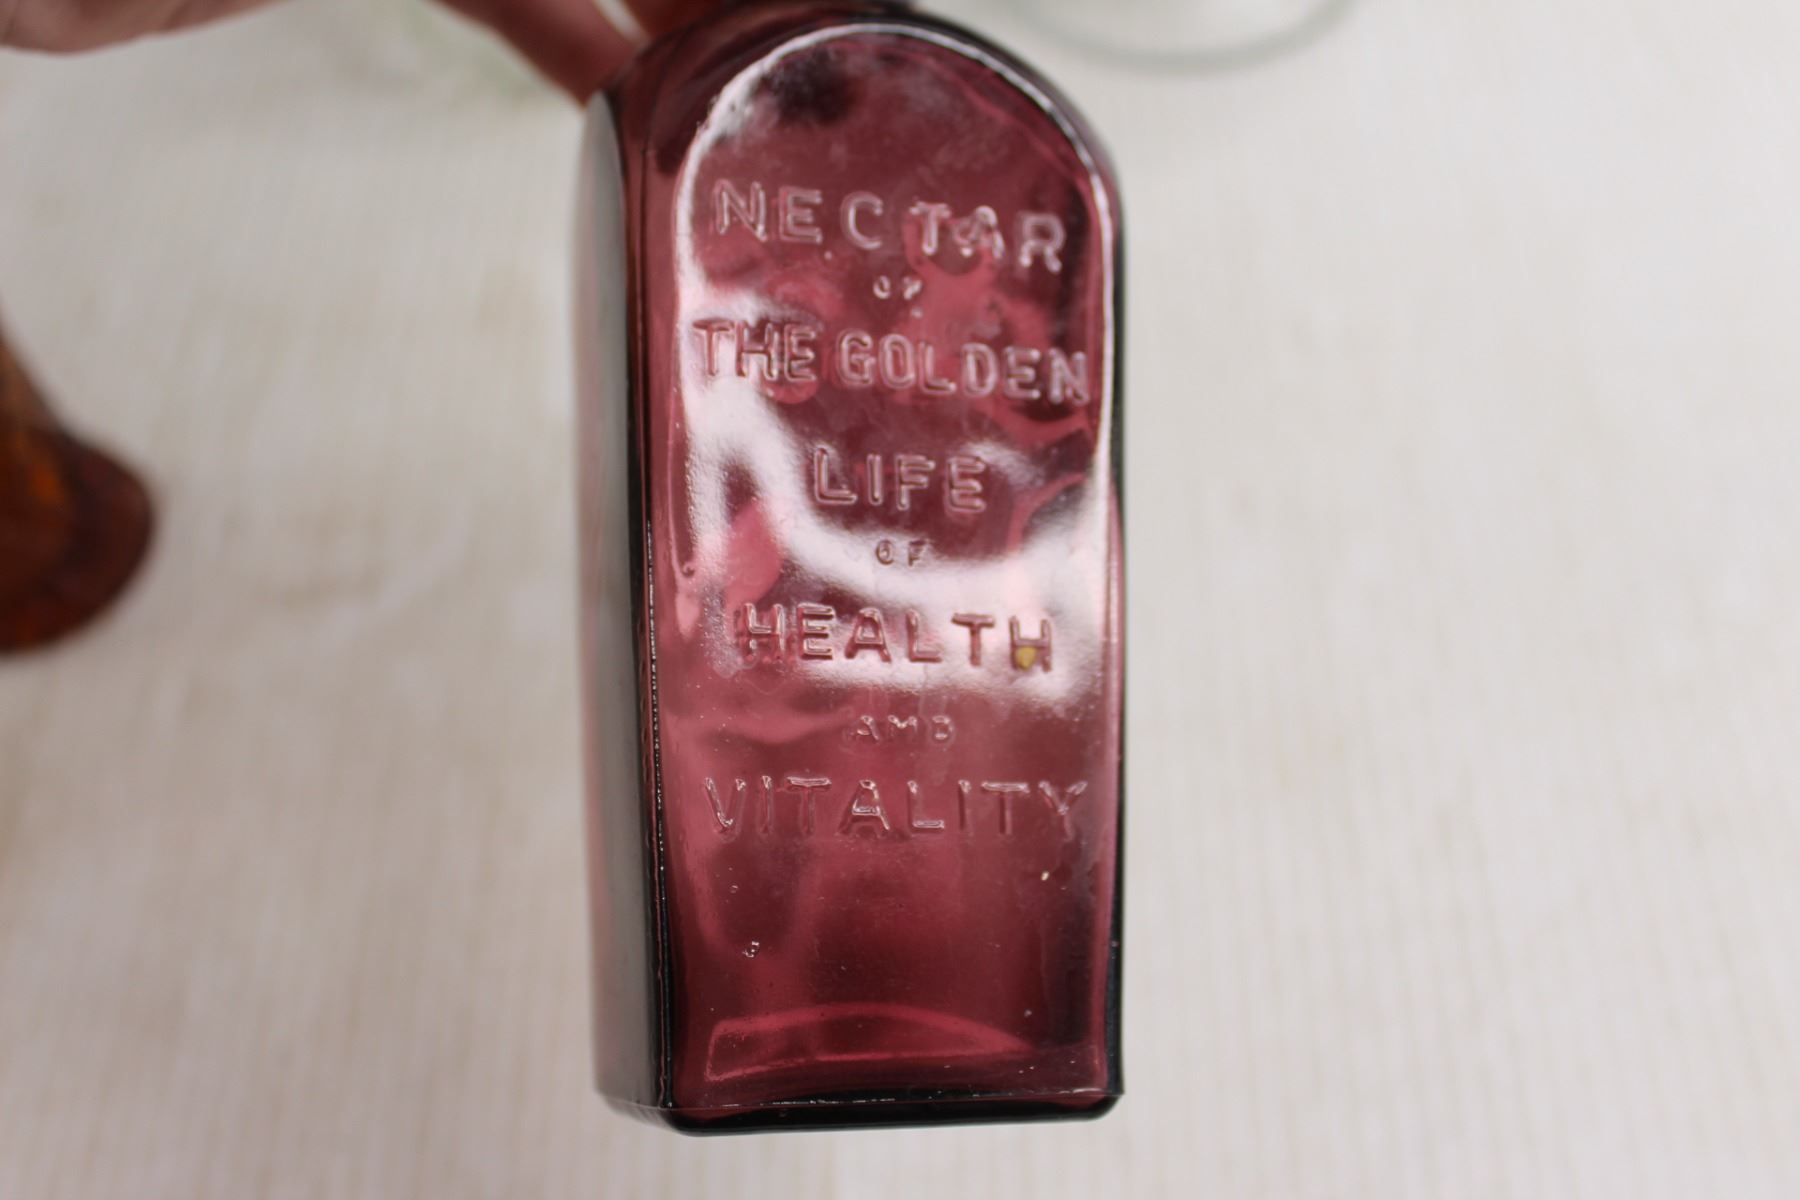 NECTAR
OF
THE GOLDEN
LIFE
OF
HEALTH
AND
VITALITY